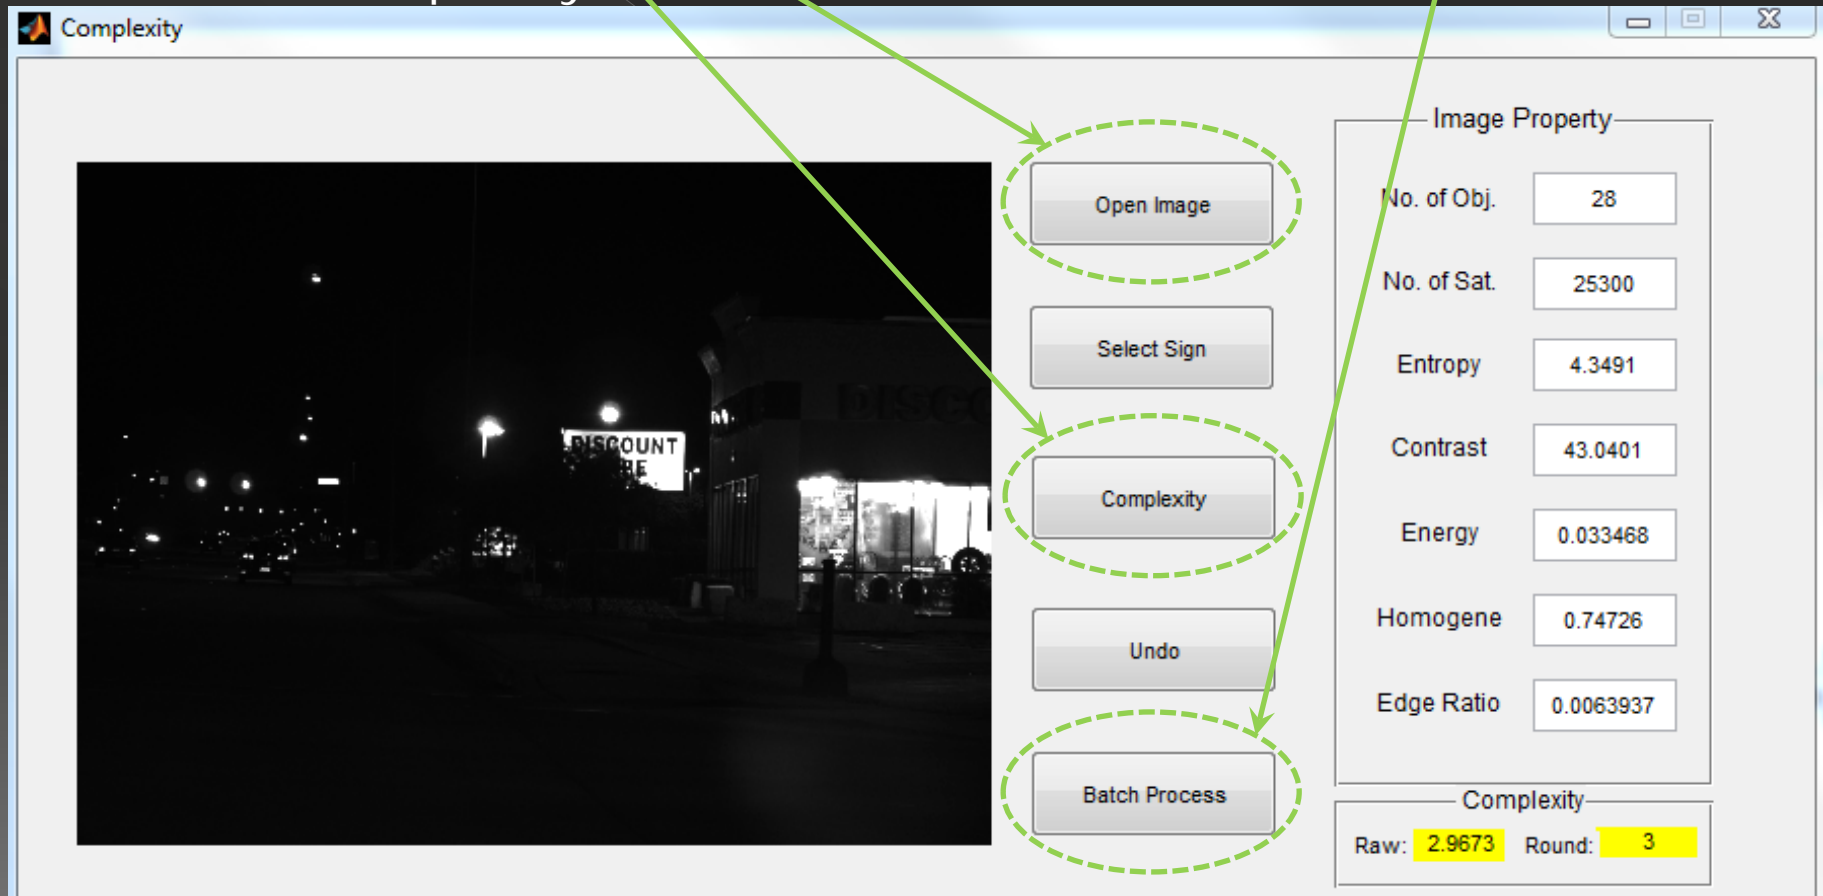 Complexity
Image Property
Open Image
No. of Obj. 28
No. of Sat. 25300
Select Sign
Entropy 4.3491
DISCOUNT
DISCO
Contrast 43.0401
Complexity
Energy 0.033468
Homogene 0.74726
Undo
Edge Ratio 0.0063937
Batch Process
Complexity
Raw: 2.9673 Round: 3